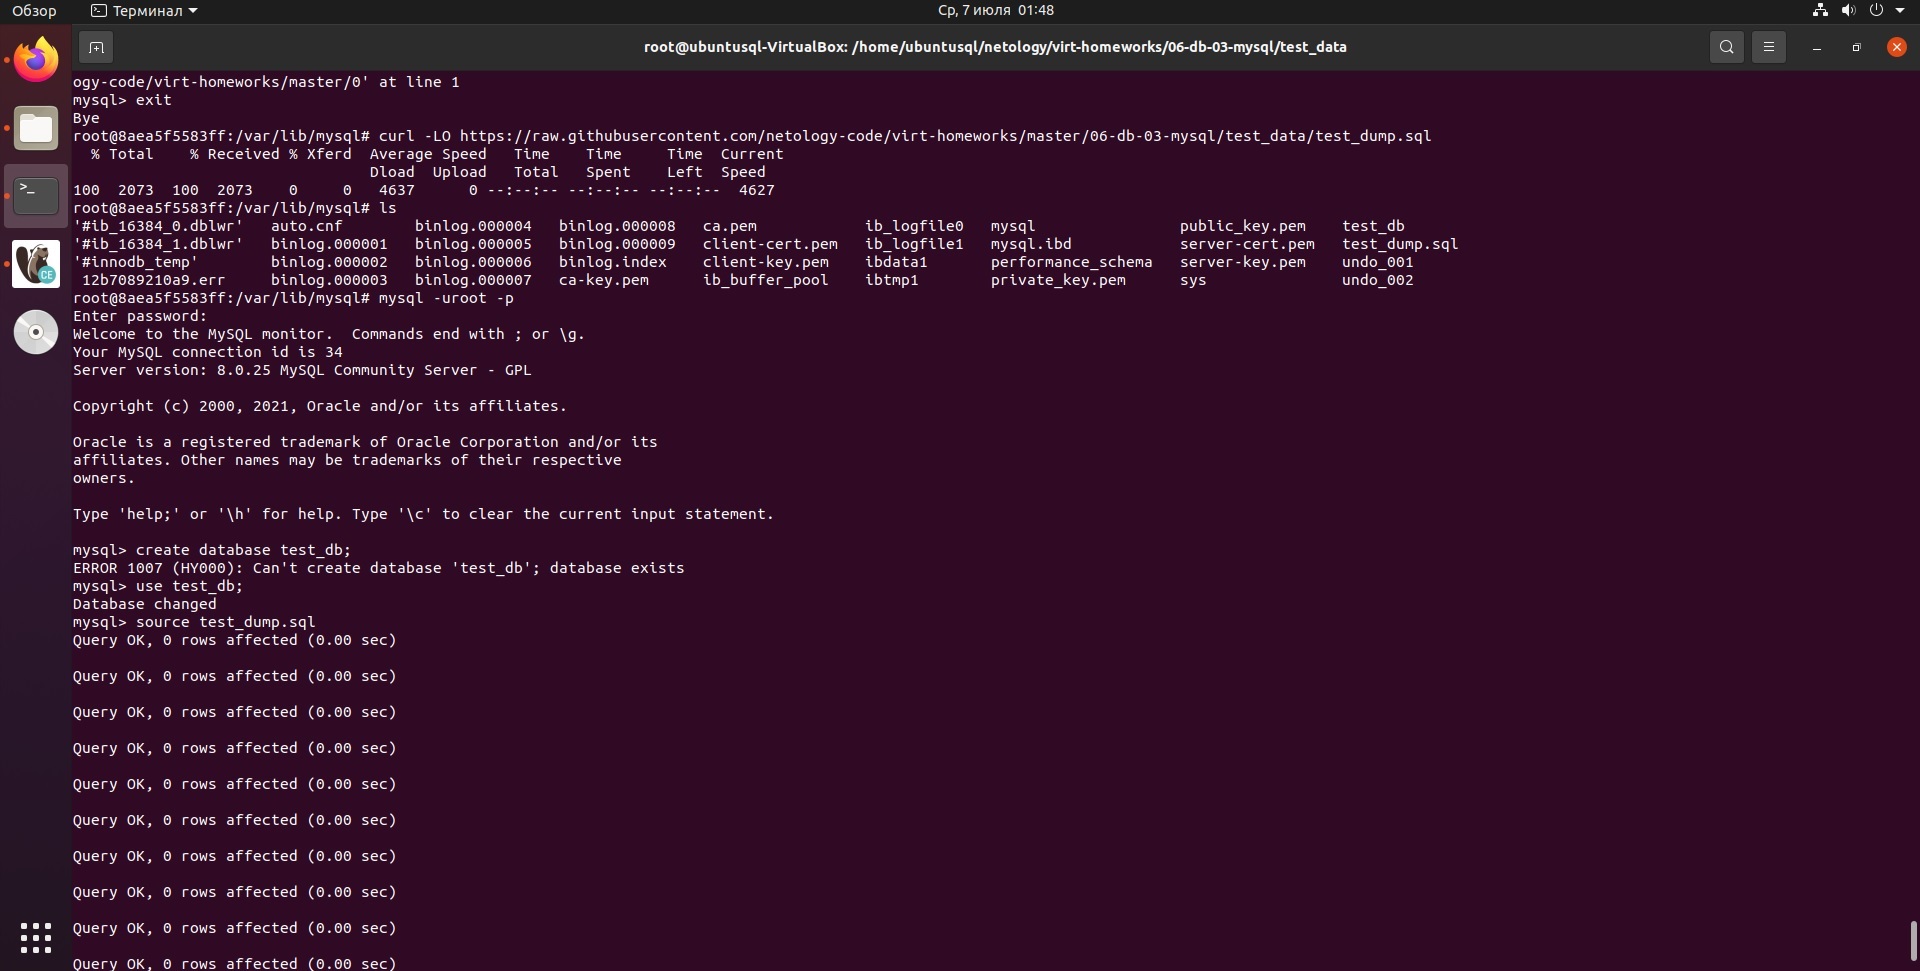 Обзор
Терминал
Ср, 7 июля 01:48
root@ubuntusql-VirtualBox: /home/ubuntusql/netology/virt-homeworks/06-db-03-mysql/test_data
ogy-code/virt-homeworks/master/0' at line 1
mysql> exit
Bye
root@8aea5f5583ff:/var/lib/mysql# curl -LO https://raw.githubusercontent.com/netology-code/virt-homeworks/master/06-db-03-mysql/test_data/test_dump.sql
  % Total    % Received % Xferd  Average Speed   Time    Time     Time  Current
                                 Dload  Upload   Total   Spent    Left  Speed
100  2073  100  2073    0     0   4637      0 --:--:-- --:--:-- --:--:--  4627
root@8aea5f5583ff:/var/lib/mysql# ls
'#ib_16384_0.dblwr'   auto.cnf        binlog.000004   binlog.000008   ca.pem            ib_logfile0   mysql                public_key.pem    test_db
'#ib_16384_1.dblwr'   binlog.000001   binlog.000005   binlog.000009   client-cert.pem   ib_logfile1   mysql.ibd            server-cert.pem   test_dump.sql
'#innodb_temp'        binlog.000002   binlog.000006   binlog.index    client-key.pem    ibdata1       performance_schema   server-key.pem    undo_001
 12b7089210a9.err     binlog.000003   binlog.000007   ca-key.pem      ib_buffer_pool    ibtmp1        private_key.pem      sys               undo_002
root@8aea5f5583ff:/var/lib/mysql# mysql -uroot -p
Enter password:
Welcome to the MySQL monitor.  Commands end with ; or \g.
Your MySQL connection id is 34
Server version: 8.0.25 MySQL Community Server - GPL
Copyright (c) 2000, 2021, Oracle and/or its affiliates.
Oracle is a registered trademark of Oracle Corporation and/or its
affiliates. Other names may be trademarks of their respective
owners.
Type 'help;' or '\h' for help. Type '\c' to clear the current input statement.
mysql> create database test_db;
ERROR 1007 (HY000): Can't create database 'test_db'; database exists
mysql> use test_db;
Database changed
mysql> source test_dump.sql
Query OK, 0 rows affected (0.00 sec)
Query OK, 0 rows affected (0.00 sec)
Query OK, 0 rows affected (0.00 sec)
Query OK, 0 rows affected (0.00 sec)
Query OK, 0 rows affected (0.00 sec)
Query OK, 0 rows affected (0.00 sec)
Query OK, 0 rows affected (0.00 sec)
Query OK, 0 rows affected (0.00 sec)
Query OK, 0 rows affected (0.00 sec)
Query OK, 0 rows affected (0.00 sec)
>_
CE